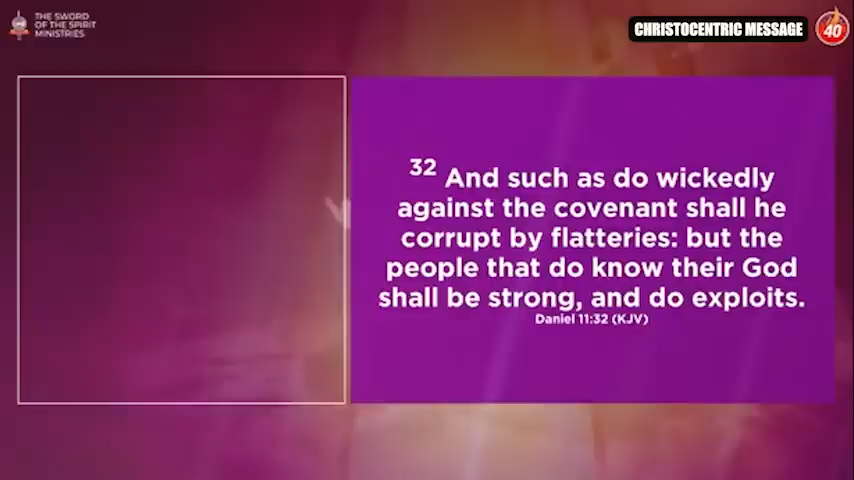 THE SWORD
OF THE SPIRIT
MINISTRIES
CHRISTOCENTRIC MESSAGE
40
32 And such as do wickedly
against the covenant shall he
corrupt by flatteries: but the
people that do know their God
shall be strong, and do exploits.
Daniel 11:32 (KJV)